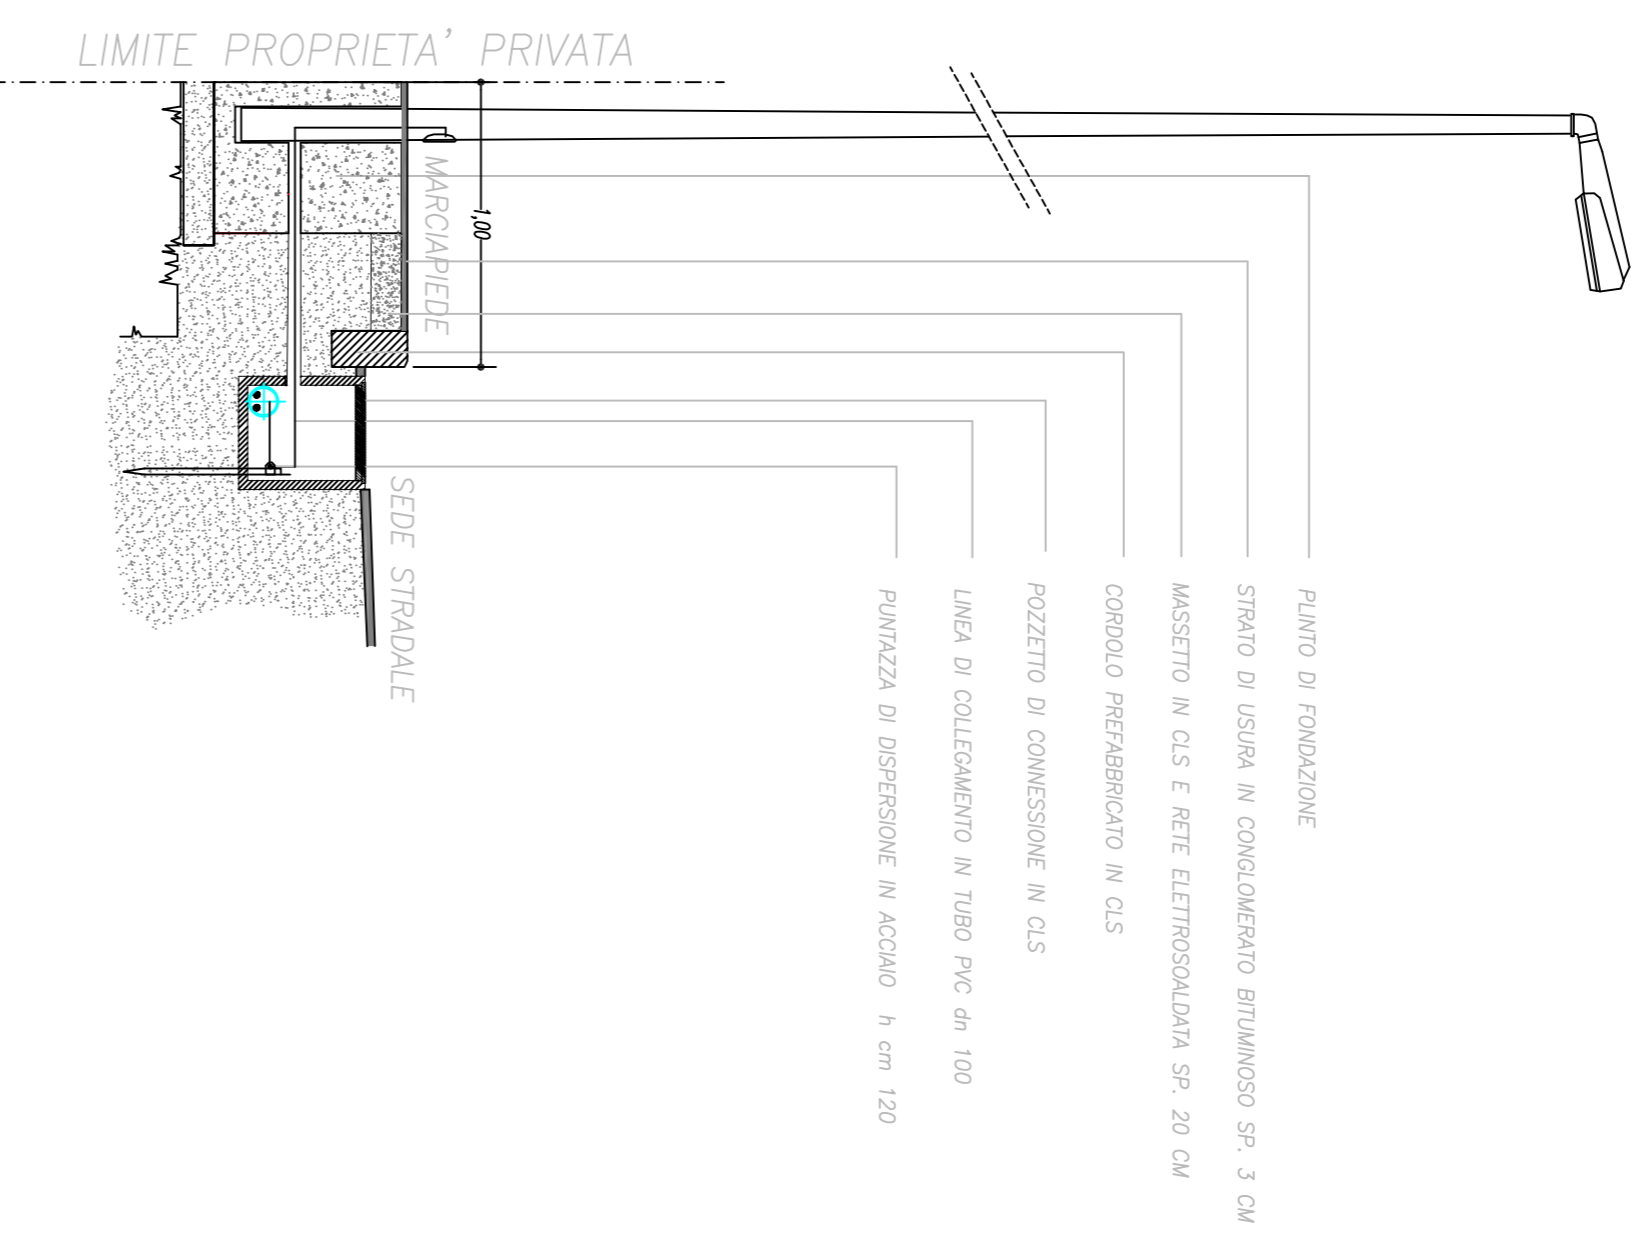 LIMITE PROPRIETA' PRIVATA
PLINTO DI FONDAZIONE
STRATO DI USURA IN CONGLOMERATO BITUMINOSO SP. 3 CM
MASSETTO IN CLS E RETE ELETTROSOALDATA SP. 20 CM
CORDOLO PREFABBRICATO IN CLS
POZZETTO DI CONNESSIONE IN CLS
LINEA DI COLLEGAMENTO IN TUBO PVC dn 100
PUNTAZZA DI DISPERSIONE IN ACCIAIO h cm 120
1,00
MARCIAPIEDE
SEDE STRADALE